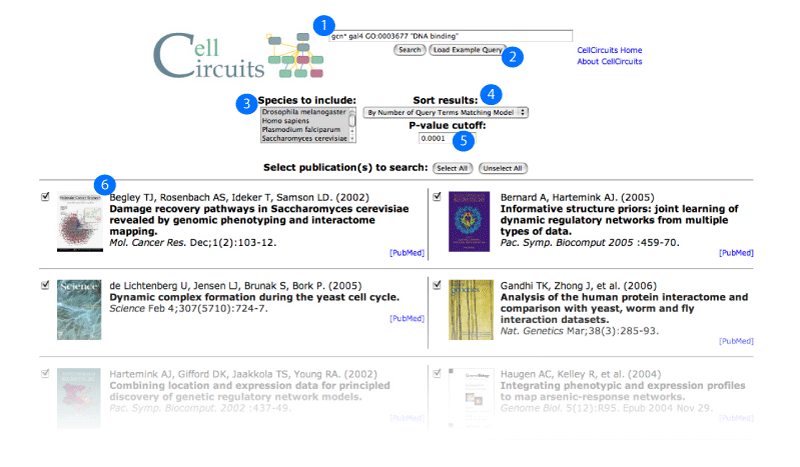 1
gcn* gal4 GO:0003677 "DNA binding"
Cell
Circuits
Search
Load Example Query
2
CellCircuits Home
About CellCircuits
3
Species to include:
Drosophila melanogaster
Homo sapiens
Plasmodium falciparum
Saccharomyces cerevisiae
Sort results:
4
By Number of Query Terms Matching Model
P-value cutoff:
0.0001
5
Select publication(s) to search:
Select All
Unselect All
6
Begley TJ, Rosenbach AS, Ideker T, Samson LD. (2002)
Damage recovery pathways in Saccharomyces cerevisiae
revealed by genomic phenotyping and interactome
mapping.
Mol. Cancer Res. Dec;1(2):103-12.
[PubMed]
Bernard A, Hartemink AJ. (2005)
Informative structure priors: joint learning of
dynamic regulatory networks from multiple
types of data.
Pac. Symp. Biocomput 2005 :459-70.
[PubMed]
Science
de Lichtenberg U, Jensen LJ, Brunak S, Bork P. (2005)
Dynamic complex formation during the yeast cell cycle.
Science Feb 4;307(5710):724-7.
[PubMed]
genetics
Gandhi TK, Zhong J, et al. (2006)
Analysis of the human protein interactome and
comparison with yeast, worm and fly
interaction datasets.
Nat. Genetics Mar;38(3):285-93.
[PubMed]
Hartemink AJ, Gifford DK, Jaakkola TS, Young RA. (2002)
Combining location and expression data for principled
discovery of genetic regulatory network models.
Pac. Symp. Biocomput. 2002 :437-49.
[PubMed]
Haugen AC, Kelley R, et al. (2004)
Integrating phenotypic and expression profiles
to map arsenic-response networks.
Genome Biol. 5(12):R95. Epub 2004 Nov 29.
[PubMed]